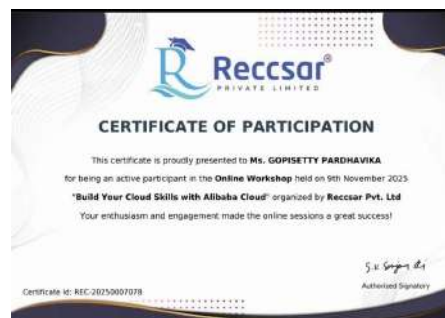 Reccsar®
PRIVATE LIMITED
CERTIFICATE OF PARTICIPATION
This certificate is proudly presented to Ms. GOPISETTY PARDHAVIKA
for being an active participant in the Online Workshop held on 9th November 2025
"Build Your Cloud Skills with Alibaba Cloud" organized by Reccsar Pvt. Ltd
Your enthusiasm and engagement made the online sessions a great success!
Authorised Signatory
Certificate Id: REC-20250007078